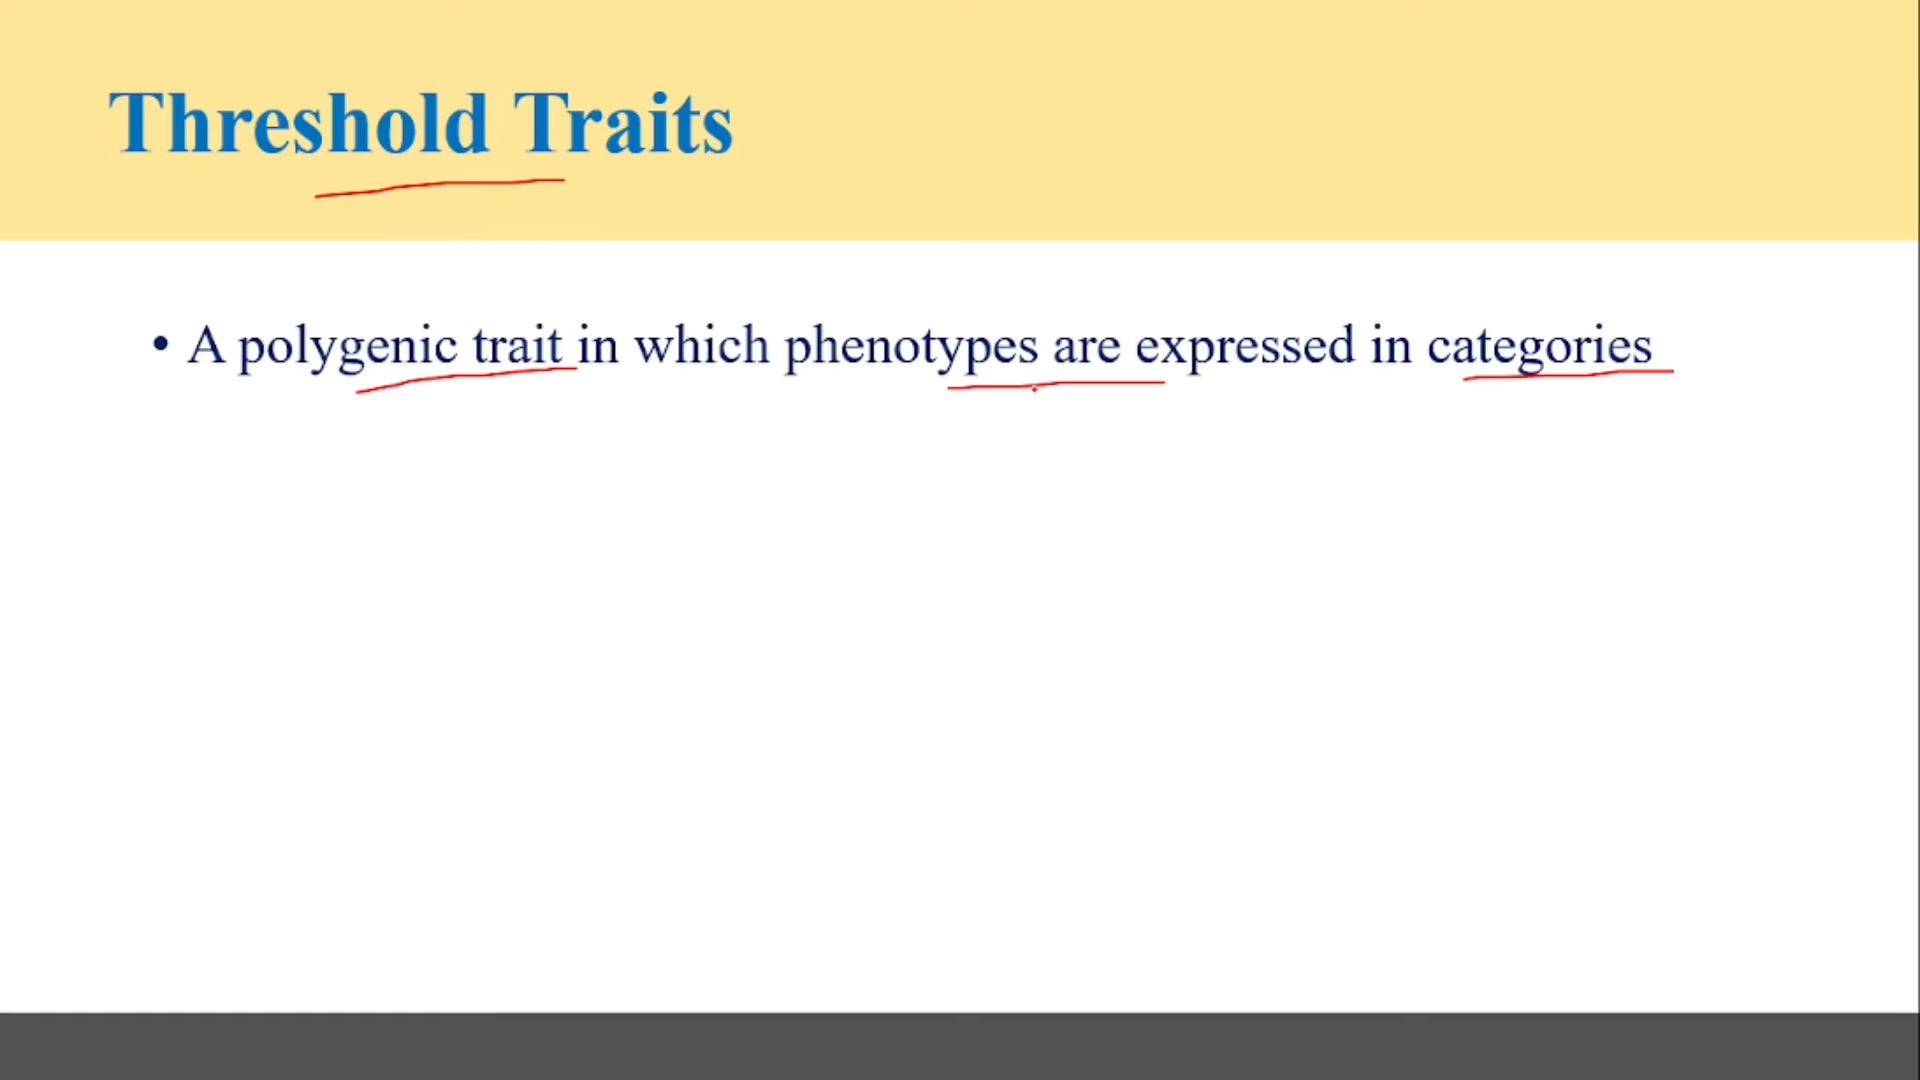 Threshold Traits
• A polygenic trait in which phenotypes are expressed in categories